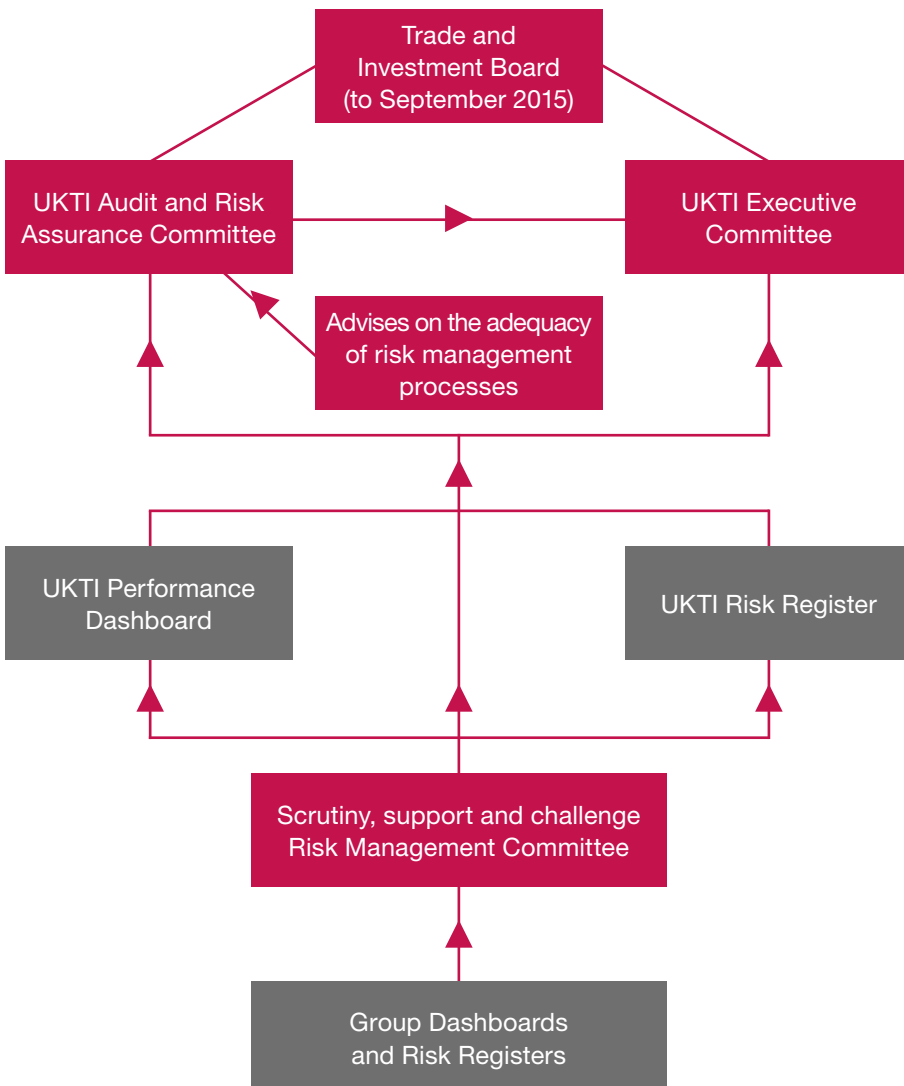 Trade and
Investment Board
(to September 2015)
UKTI Audit and Risk
Assurance Committee
UKTI Executive
Committee
Advises on the adequacy
of risk management
processes
UKTI Performance
Dashboard
UKTI Risk Register
Scrutiny, support and challenge
Risk Management Committee
Group Dashboards
and Risk Registers